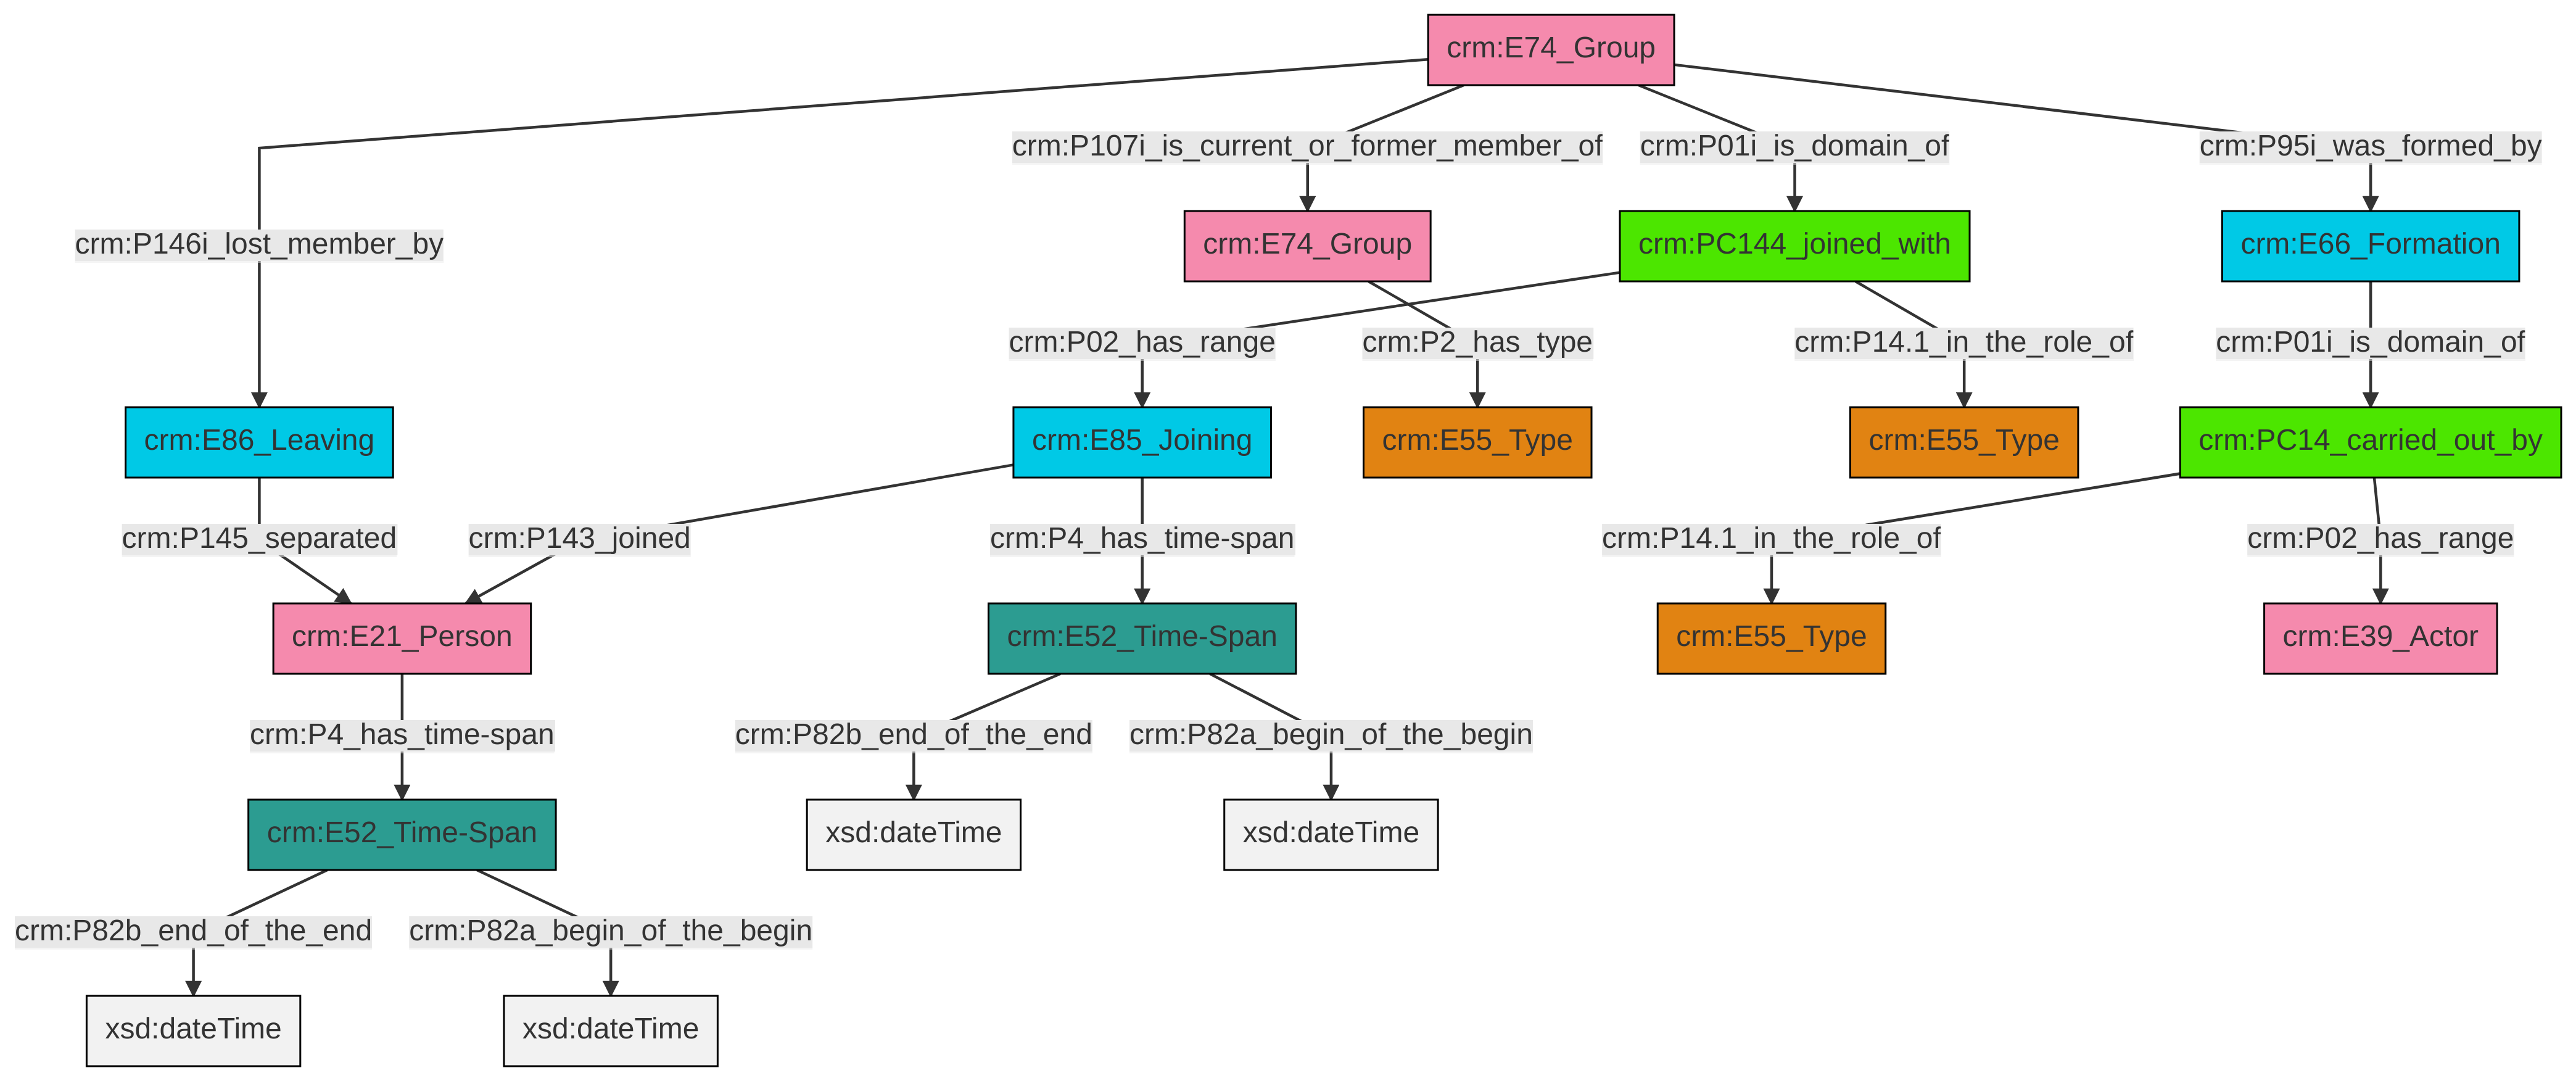 crm:E74_Group
crm:P107i_is_current_or_former_member_of
crm:P01i_is_domain_of
crm:P95i_was_formed_by
crm:P146i_lost_member_by
crm:E74_Group
crm:PC144_joined_with
crm:E66_Formation
crm:P02_has_range
crm:P2_has_type
crm:P14.1_in_the_role_of
crm:P01i_is_domain_of
crm:E86_Leaving
crm:E85_Joining
crm:E55_Type
crm:E55_Type
crm:PC14_carried_out_by
crm:P145_separated
crm:P143_joined
crm:P4_has_time-span
crm:P14.1_in_the_role_of
crm:P02_has_range
crm:E21_Person
crm:E52_Time-Span
crm:E55_Type
crm:E39_Actor
crm:P4_has_time-span
crm:P82b_end_of_the_end
crm:P82a_begin_of_the_begin
crm:E52_Time-Span
xsd:dateTime
xsd:dateTime
crm:P82b_end_of_the_end
crm:P82a_begin_of_the_begin
xsd:dateTime
xsd:dateTime